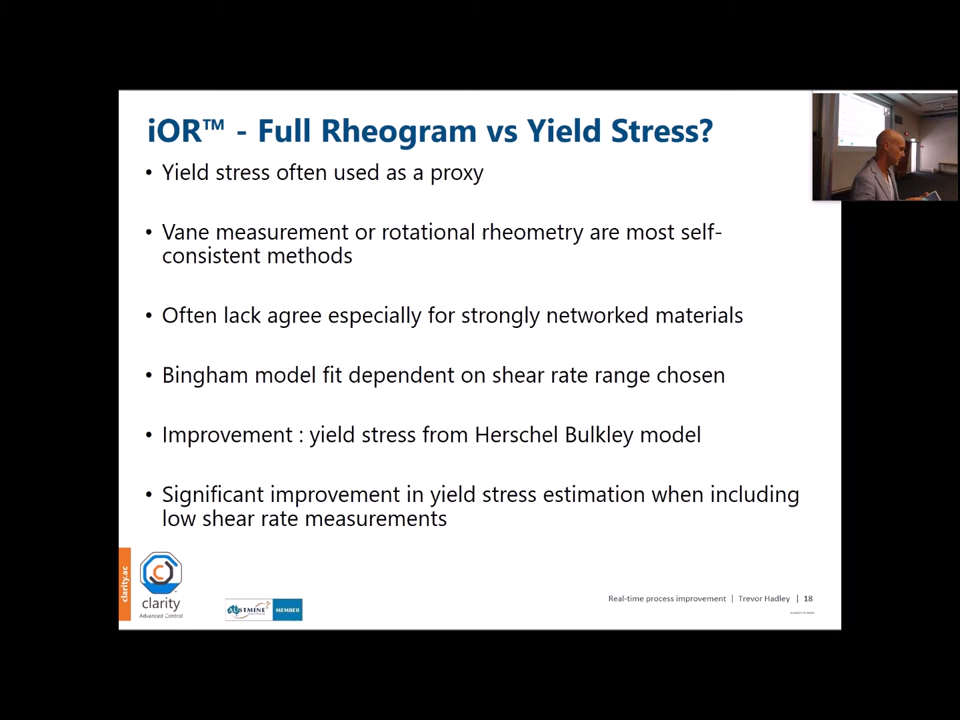 iOR™ - Full Rheogram vs Yield Stress?
• Yield stress often used as a proxy
• Vane measurement or rotational rheometry are most self-
consistent methods
• Often lack agree especially for strongly networked materials
• Bingham model fit dependent on shear rate range chosen
• Improvement : yield stress from Herschel Bulkley model
• Significant improvement in yield stress estimation when including
low shear rate measurements
clarity.ac
clarity
Advanced Control
MEMBER
Real-time process improvement | Trevor Hadley | 18